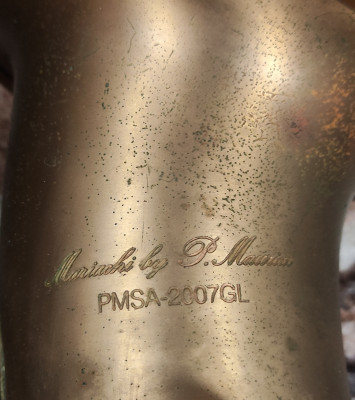 Mariachi by P. Mauriat
PMSA-2007GL